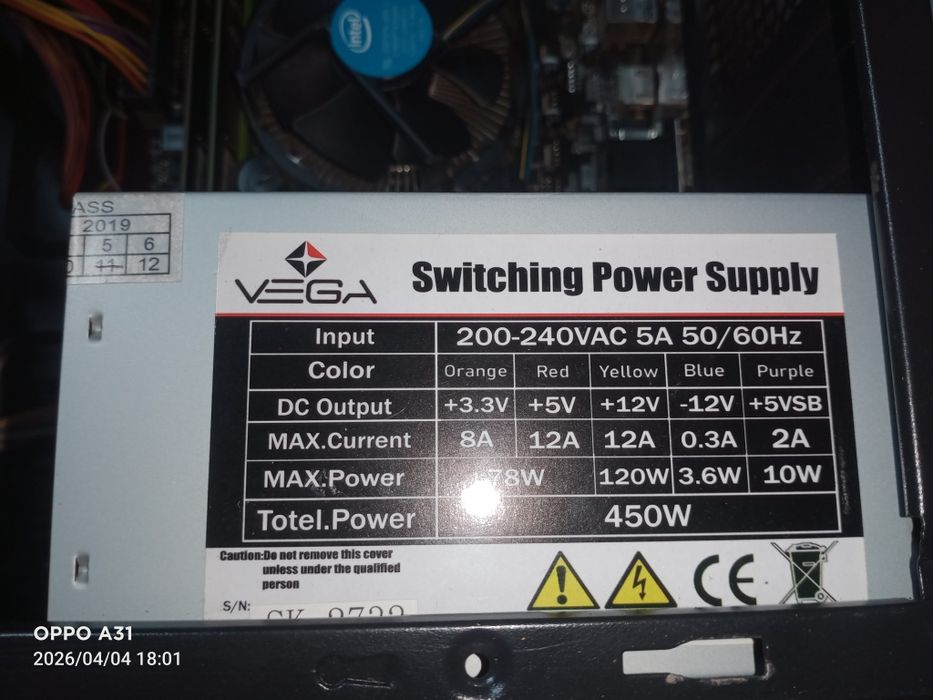 intel
ASS
2019
5 6
11 12
VEGA
Switching Power Supply
Input 200-240VAC 5A 50/60Hz
Color Orange Red Yellow Blue Purple
DC Output +3.3V +5V +12V -12V +5VSB
MAX.Current 8A 12A 12A 0.3A 2A
MAX.Power 78W 120W 3.6W 10W
Totel.Power 450W
Caution:Do not remove this cover
unless under the qualified
person
S/N:
CE
OPPO A31
2026/04/04 18:01